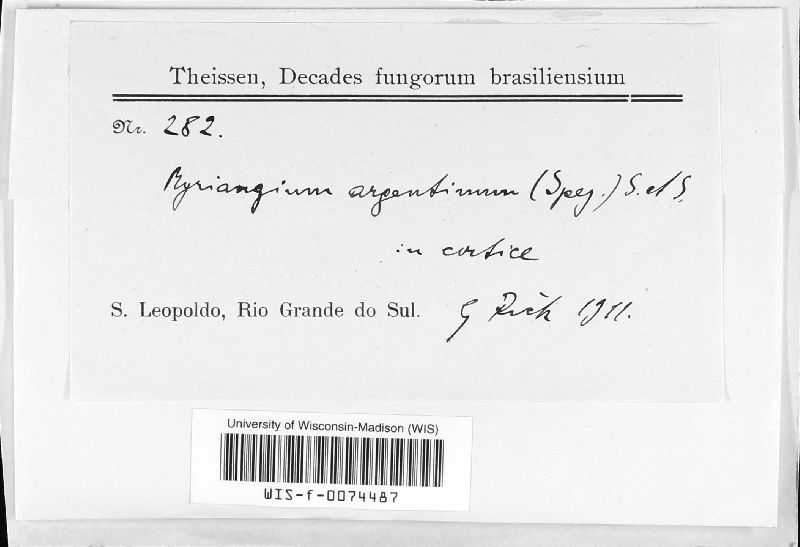 Theissen, Decades fungorum brasiliensium
Nr. 282.
Myriangium argentinum (Speg.) S. et S.
in cortice
S. Leopoldo, Rio Grande do Sul. G Rick 1911.
University of Wisconsin-Madison (WIS)
WIS-f-0074487